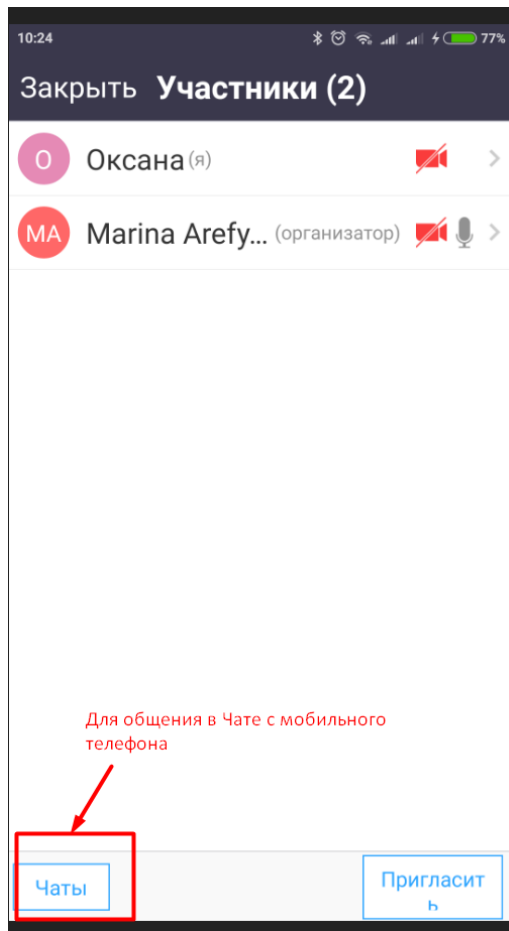 10:24 77%
Закрыть Участники (2)
О Оксана (я)
MA Marina Arefy... (организатор)
Для общения в Чате с мобильного
телефона
Чаты
Пригласит
ь